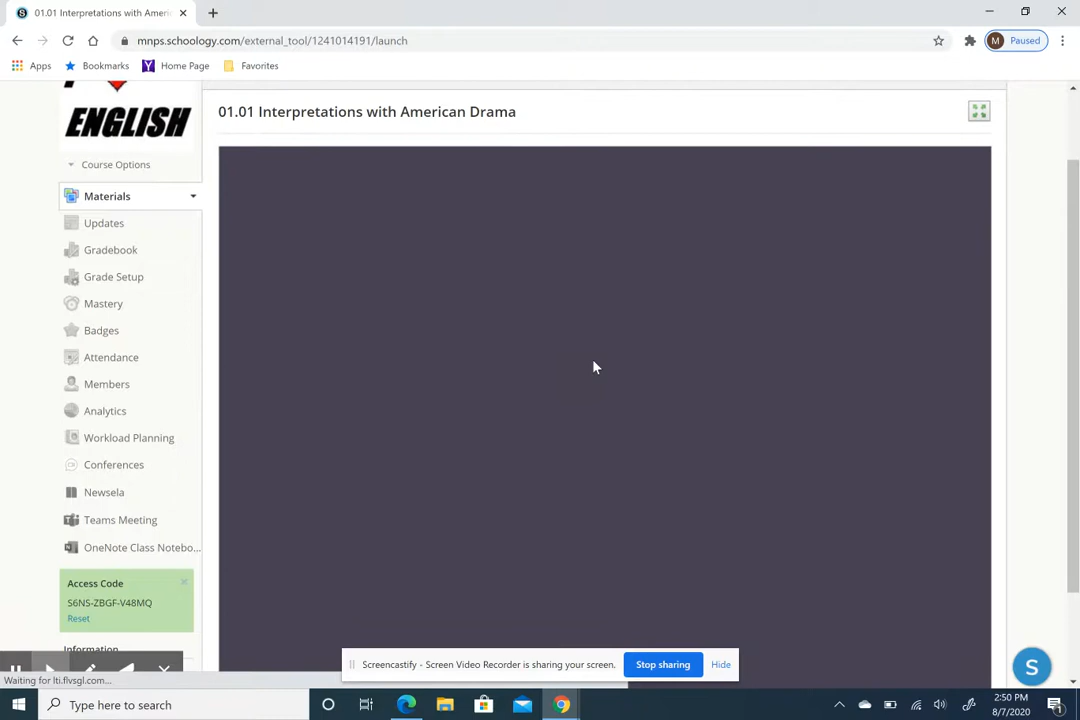 01.01 Interpretations with Ameri
mnps.schoology.com/external_tool/1241014191/launch
M Paused
Apps Bookmarks Home Page Favorites
ENGLISH
01.01 Interpretations with American Drama
Course Options
Materials
Updates
Gradebook
Grade Setup
Mastery
Badges
Attendance
Members
Analytics
Workload Planning
Conferences
Newsela
Teams Meeting
OneNote Class Notebo...
Access Code
S6NS-ZBGF-V48MQ
Reset
Information
Screencastify - Screen Video Recorder is sharing your screen. Stop sharing Hide
S
Waiting for lti.flvsgl.com...
Type here to search
2:50 PM
8/7/2020
1